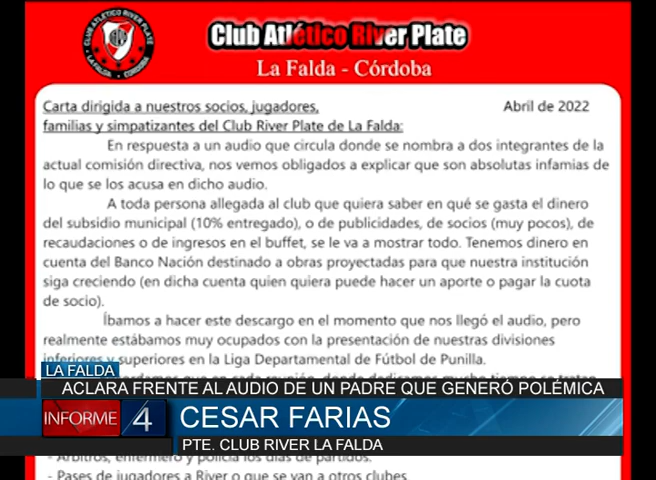 CLUB ATLÉTICO RIVER PLATE
LA FALDA CÓRDOBA
Club Atlético River Plate
La Falda - Córdoba
Carta dirigida a nuestros socios, jugadores, Abril de 2022
familias y simpatizantes del Club River Plate de La Falda:
En respuesta a un audio que circula donde se nombra a dos integrantes de la
actual comisión directiva, nos vemos obligados a explicar que son absolutas infamias de
lo que se los acusa en dicho audio.
A toda persona allegada al club que quiera saber en qué se gasta el dinero
del subsidio municipal (10% entregado), o de publicidades, de socios (muy pocos), de
recaudaciones o de ingresos en el buffet, se le va a mostrar todo. Tenemos dinero en
cuenta del Banco Nación destinado a obras proyectadas para que nuestra institución
siga creciendo (en dicha cuenta quien quiera puede hacer un aporte o pagar la cuota
de socio).
Íbamos a hacer este descargo en el momento que nos llegó el audio, pero
realmente estábamos muy ocupados con la presentación de nuestras divisiones
inferiores y superiores en la Liga Departamental de Fútbol de Punilla.
LA FALDA
ACLARA FRENTE AL AUDIO DE UN PADRE QUE GENERÓ POLÉMICA
INFORME 4 CESAR FARIAS
PTE. CLUB RIVER LA FALDA
- Árbitros, enfermero y policía los días de partidos.
- Pases de jugadores a River o que se van a otros clubes.